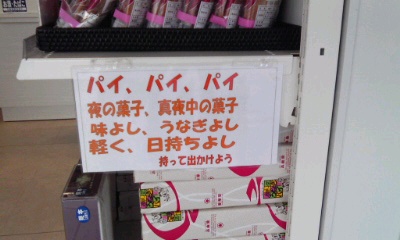 パイ、パイ、パイ
夜の菓子、真夜中の菓子
味よし、うなぎよし
軽く、日持ちよし
持って出かけよう